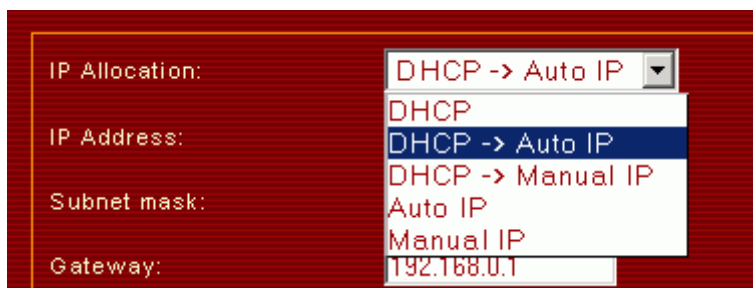 IP Allocation: DHCP -> Auto IP
DHCP
IP Address: DHCP -> Auto IP
DHCP -> Manual IP
Subnet mask: Auto IP
Manual IP
Gateway: 192.168.0.1